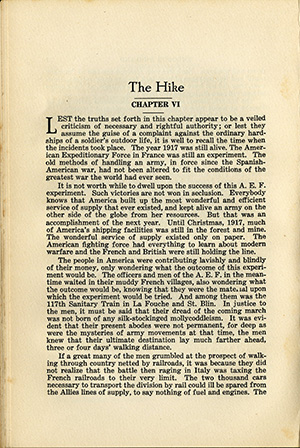 The Hike
CHAPTER VI
LEST the truths set forth in this chapter appear to be a veiled
criticism of necessary and rightful authority; or lest they
assume the guise of a complaint against the ordinary hard-
ships of a soldier's outdoor life, it is well to recall the time when
the incidents took place. The year 1917 was still alive. The Amer-
ican Expeditionary Force in France was still an experiment. The
old methods of handling an army, in force since the Spanish-
American war, had not been altered to fit the conditions of the
greatest war the world had ever seen.
It is not worth while to dwell upon the success of this A. E. F.
experiment. Such victories are not won in seclusion. Everybody
knows that America built up the most wonderful and efficient
service of supply that ever existed, and kept alive an army on the
other side of the globe from her resources. But that was an
accomplishment of the next year. Until Christmas, 1917, much
of America's shipping facilities was still in the forest and mine.
The wonderful service of supply existed only on paper. The
American fighting force had everything to learn about modern
warfare and the French and British were still holding the line.
The people in America were contributing lavishly and blindly
of their money, only wondering what the outcome of this exper-
iment would be. The officers and men of the A. E. F. in the mean-
time waited in their muddy French villages, also wondering what
the outcome would be, knowing that they were the material upon
which the experiment would be tried. And among them were the
117th Sanitary Train in La Fouche and St. Blin. In justice to
the men, it must be said that their dread of the coming march
was not born of any silk-stockinged mollycoddleism. It was evi-
dent that their present abodes were not permanent, for deep as
were the mysteries of army movements at that time, the men
knew that their ultimate destination lay much farther ahead,
three or four days' walking distance.
If a great many of the men grumbled at the prospect of walk-
ing through country netted by railroads, it was because they did
not realize that the battle then raging in Italy was taxing the
French railroads to their very limit. The two thousand cars
necessary to transport the division by rail could ill be spared from
the Allies lines of supply, to say nothing of fuel and engines. The